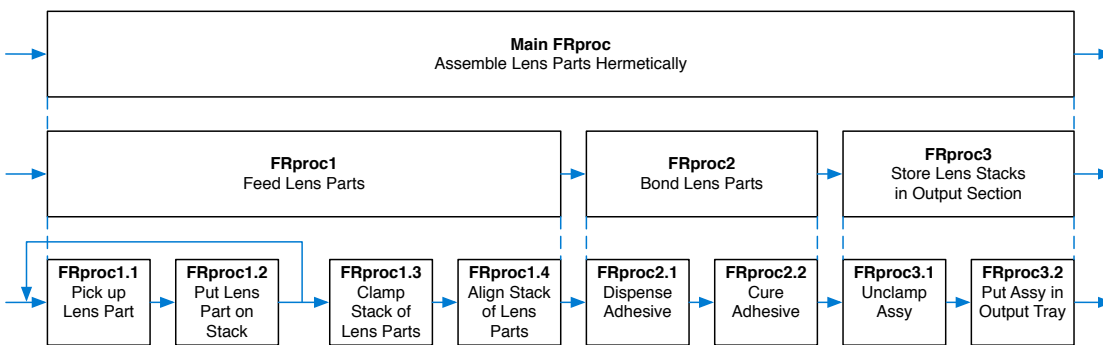 Main FRproc
Assemble Lens Parts Hermetically
FRproc1
Feed Lens Parts
FRproc2
Bond Lens Parts
FRproc3
Store Lens Stacks
in Output Section
FRproc1.1
Pick up
Lens Part
FRproc1.2
Put Lens
Part on
Stack
FRproc1.3
Clamp
Stack of
Lens Parts
FRproc1.4
Align Stack
of Lens
Parts
FRproc2.1
Dispense
Adhesive
FRproc2.2
Cure
Adhesive
FRproc3.1
Unclamp
Assy
FRproc3.2
Put Assy in
Output Tray